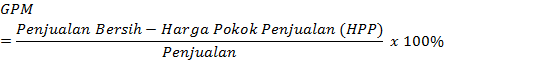 GPM
= Penjualan Bersih − Harga Pokok Penjualan (HPP)
Penjualan
x 100%